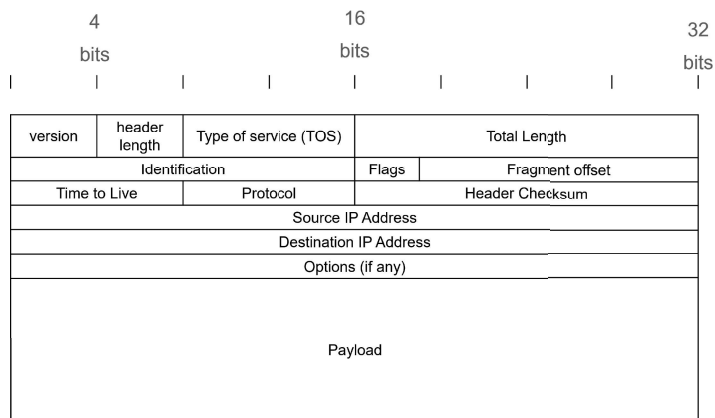 4
bits
16
bits
32
bits
version
header
length
Type of service (TOS)
Total Length
Identification
Flags
Fragment offset
Time to Live
Protocol
Header Checksum
Source IP Address
Destination IP Address
Options (if any)
Payload